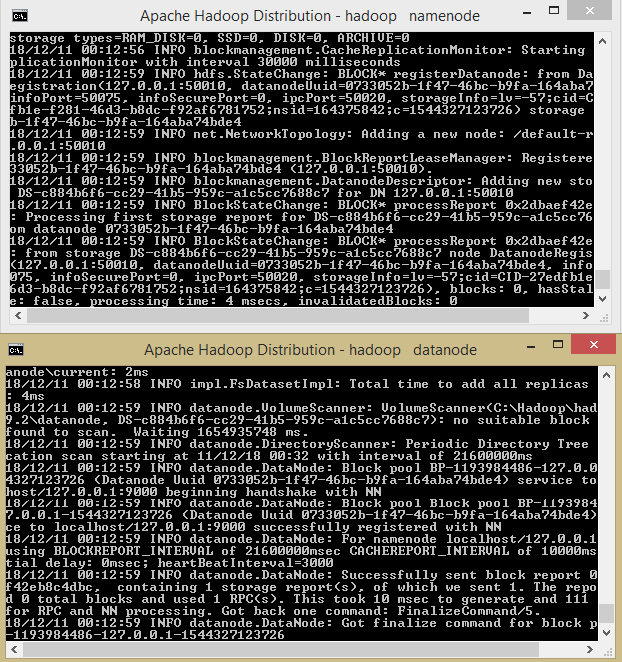 Apache Hadoop Distribution - hadoop namenode
storage types=RAM_DISK=0, SSD=0, DISK=0, ARCHIVE=0
18/12/11 00:12:56 INFO blockmanagement.CacheReplicationMonitor: Starting
plicationMonitor with interval 30000 milliseconds
18/12/11 00:12:59 INFO hdfs.StateChange: BLOCK* registerDatanode: from Da
egistration(127.0.0.1:50010, datanodeUuid=0733052b-1f47-46bc-b9fa-164aba7
infoPort=50075, infoSecurePort=0, ipcPort=50020, storageInfo=lv=-57;cid=C
fb1e-f281-46d3-b8dc-f92af6781752;nsid=164375842;c=1544327123726) storage
b-1f47-46bc-b9fa-164aba74bde4
18/12/11 00:12:59 INFO net.NetworkTopology: Adding a new node: /default-r
.0.0.1:50010
18/12/11 00:12:59 INFO blockmanagement.BlockReportLeaseManager: Registere
33052b-1f47-46bc-b9fa-164aba74bde4 (127.0.0.1:50010).
18/12/11 00:12:59 INFO blockmanagement.DatanodeDescriptor: Adding new sto
DS-c884b6f6-cc29-41b5-959c-a1c5cc7688c7 for DN 127.0.0.1:50010
18/12/11 00:12:59 INFO BlockStateChange: BLOCK* processReport 0x2dbaef42e
: Processing first storage report for DS-c884b6f6-cc29-41b5-959c-a1c5cc76
om datanode 0733052b-1f47-46bc-b9fa-164aba74bde4
18/12/11 00:12:59 INFO BlockStateChange: BLOCK* processReport 0x2dbaef42e
: from storage DS-c884b6f6-cc29-41b5-959c-a1c5cc7688c7 node DatanodeRegis
(127.0.0.1:50010, datanodeUuid=0733052b-1f47-46bc-b9fa-164aba74bde4, info
075, infoSecurePort=0, ipcPort=50020, storageInfo=lv=-57;cid=CID-27edfb1e
6d3-b8dc-f92af6781752;nsid=164375842;c=1544327123726), blocks: 0, hasStal
e: false, processing time: 4 msecs, invalidatedBlocks: 0
Apache Hadoop Distribution - hadoop datanode
anode\current: 2ms
18/12/11 00:12:58 INFO impl.FsDatasetImpl: Total time to add all replicas
: 4ms
18/12/11 00:12:59 INFO datanode.VolumeScanner: VolumeScanner(C:\Hadoop\had
9.2\datanode, DS-c884b6f6-cc29-41b5-959c-a1c5cc7688c7): no suitable block
found to scan. Waiting 1654935748 ms.
18/12/11 00:12:59 INFO datanode.DirectoryScanner: Periodic Directory Tree
cation scan starting at 11/12/18 00:32 with interval of 21600000ms
18/12/11 00:12:59 INFO datanode.DataNode: Block pool BP-1193984486-127.0.0
4327123726 (Datanode Uuid 0733052b-1f47-46bc-b9fa-164aba74bde4) service to
host/127.0.0.1:9000 beginning handshake with NN
18/12/11 00:12:59 INFO datanode.DataNode: Block pool Block pool BP-1193984
7.0.0.1-1544327123726 (Datanode Uuid 0733052b-1f47-46bc-b9fa-164aba74bde4)
ce to localhost/127.0.0.1:9000 successfully registered with NN
18/12/11 00:12:59 INFO datanode.DataNode: For namenode localhost/127.0.0.1
using BLOCKREPORT_INTERVAL of 21600000msec CACHEREPORT_INTERVAL of 10000ms
tial delay: 0msec; heartBeatInterval=3000
18/12/11 00:12:59 INFO datanode.DataNode: Successfully sent block report 0
f42eb8c4dbc, containing 1 storage report(s), of which we sent 1. The repo
d 0 total blocks and used 1 RPC(s). This took 10 msec to generate and 111
for RPC and NN processing. Got back one command: FinalizeCommand/5.
18/12/11 00:12:59 INFO datanode.DataNode: Got finalize command for block p
-1193984486-127.0.0.1-1544327123726